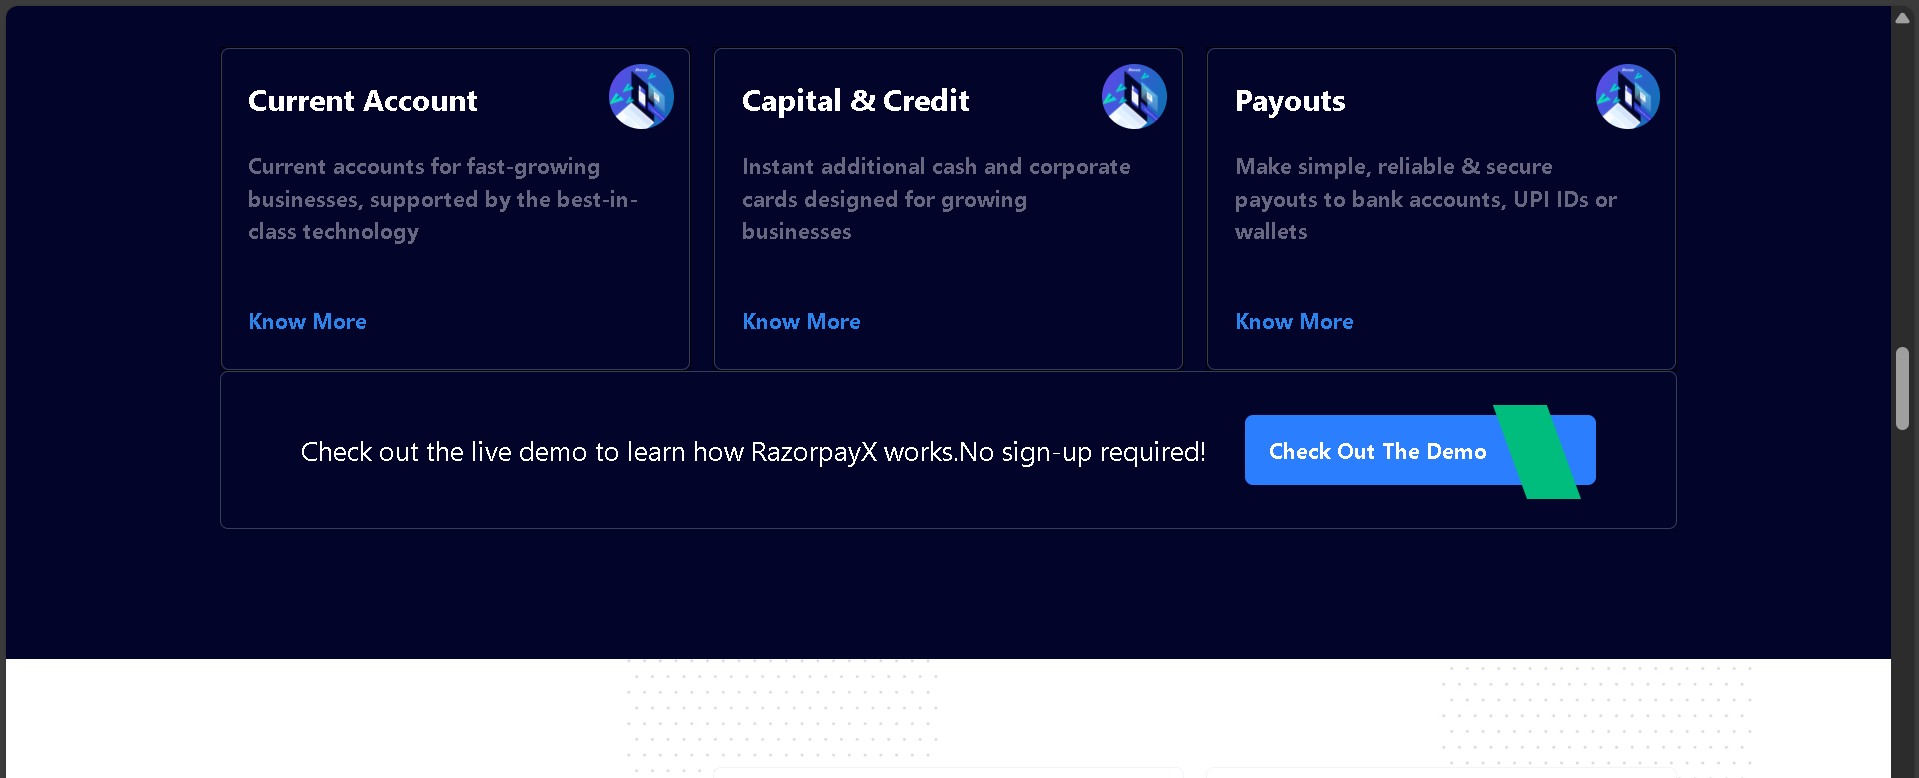 Current Account
Current accounts for fast-growing
businesses, supported by the best-in-
class technology
Know More
Capital & Credit
Instant additional cash and corporate
cards designed for growing
businesses
Know More
Payouts
Make simple, reliable & secure
payouts to bank accounts, UPI IDs or
wallets
Know More
Check out the live demo to learn how RazorpayX works.No sign-up required!
Check Out The Demo